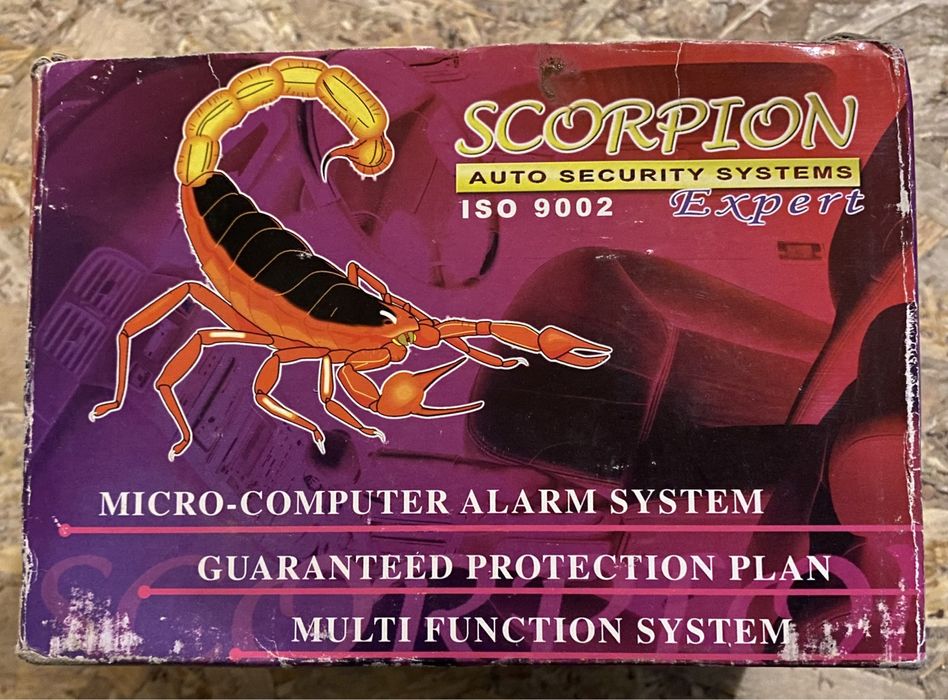 SCORPION
AUTO SECURITY SYSTEMS
ISO 9002 Expert
MICRO-COMPUTER ALARM SYSTEM
GUARANTEED PROTECTION PLAN
MULTI FUNCTION SYSTEM